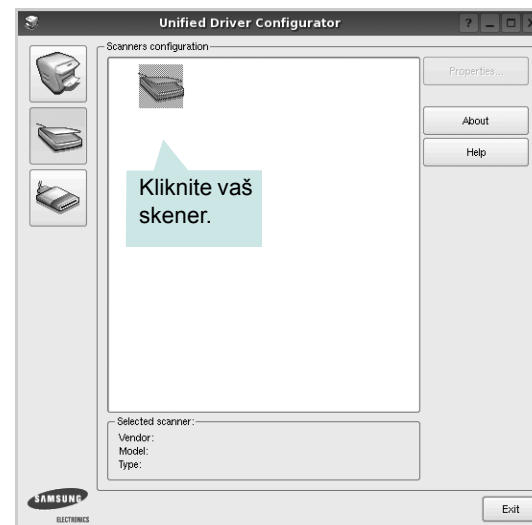 Unified Driver Configurator
Scanners configuration
Properties...
About
Help
Kliknite vaš
skener.
Selected scanner:
Vendor:
Model:
Type:
SAMSUNG
ELECTRONICS
Exit